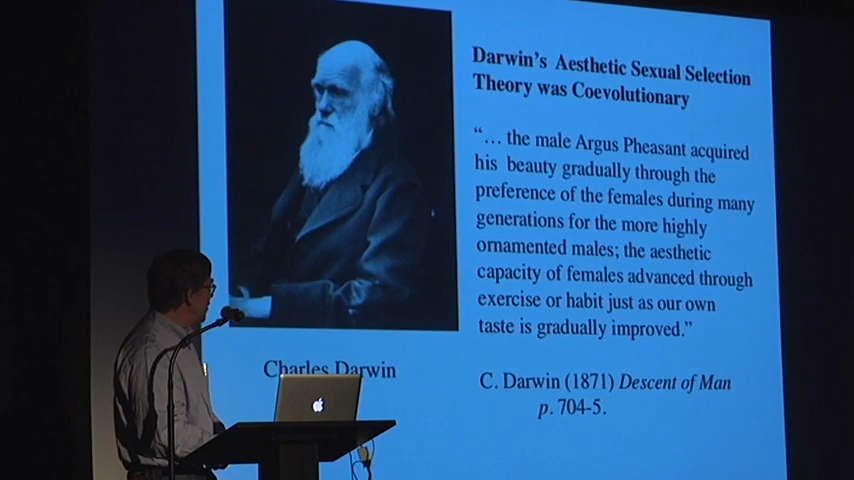 Darwin's Aesthetic Sexual Selection
Theory was Coevolutionary
“… the male Argus Pheasant acquired
his beauty gradually through the
preference of the females during many
generations for the more highly
ornamented males; the aesthetic
capacity of females advanced through
exercise or habit just as our own
taste is gradually improved.”
Charles Darwin
C. Darwin (1871) Descent of Man
p. 704-5.